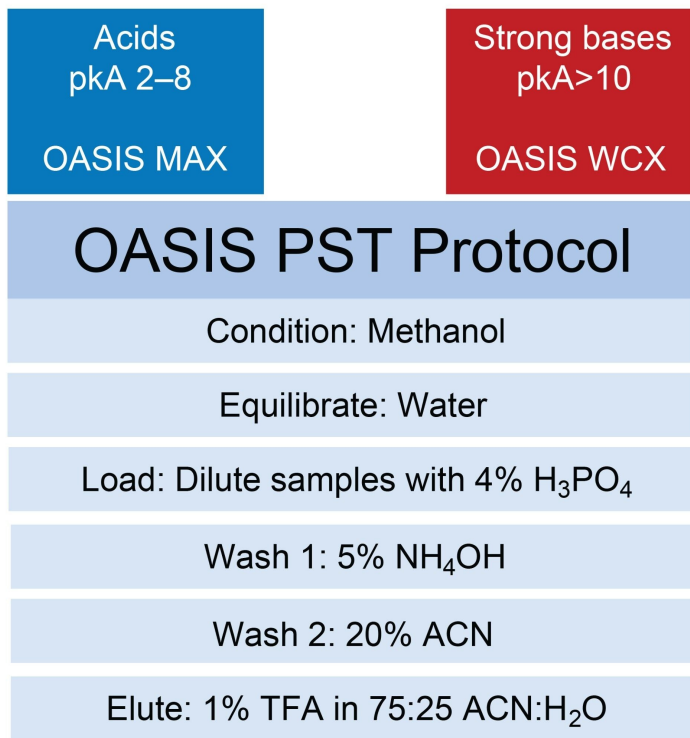 Acids
pkA 2–8
OASIS MAX
Strong bases
pkA>10
OASIS WCX
OASIS PST Protocol
Condition: Methanol
Equilibrate: Water
Load: Dilute samples with 4% H₃PO₄
Wash 1: 5% NH₄OH
Wash 2: 20% ACN
Elute: 1% TFA in 75:25 ACN:H₂O